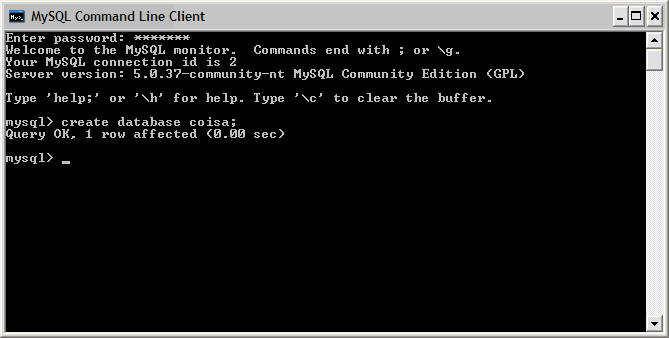 MySQL Command Line Client
Enter password: *******
Welcome to the MySQL monitor.  Commands end with ; or \g.
Your MySQL connection id is 2
Server version: 5.0.37-community-nt MySQL Community Edition (GPL)
Type 'help;' or '\h' for help. Type '\c' to clear the buffer.
mysql> create database coisa;
Query OK, 1 row affected (0.00 sec)
mysql> _